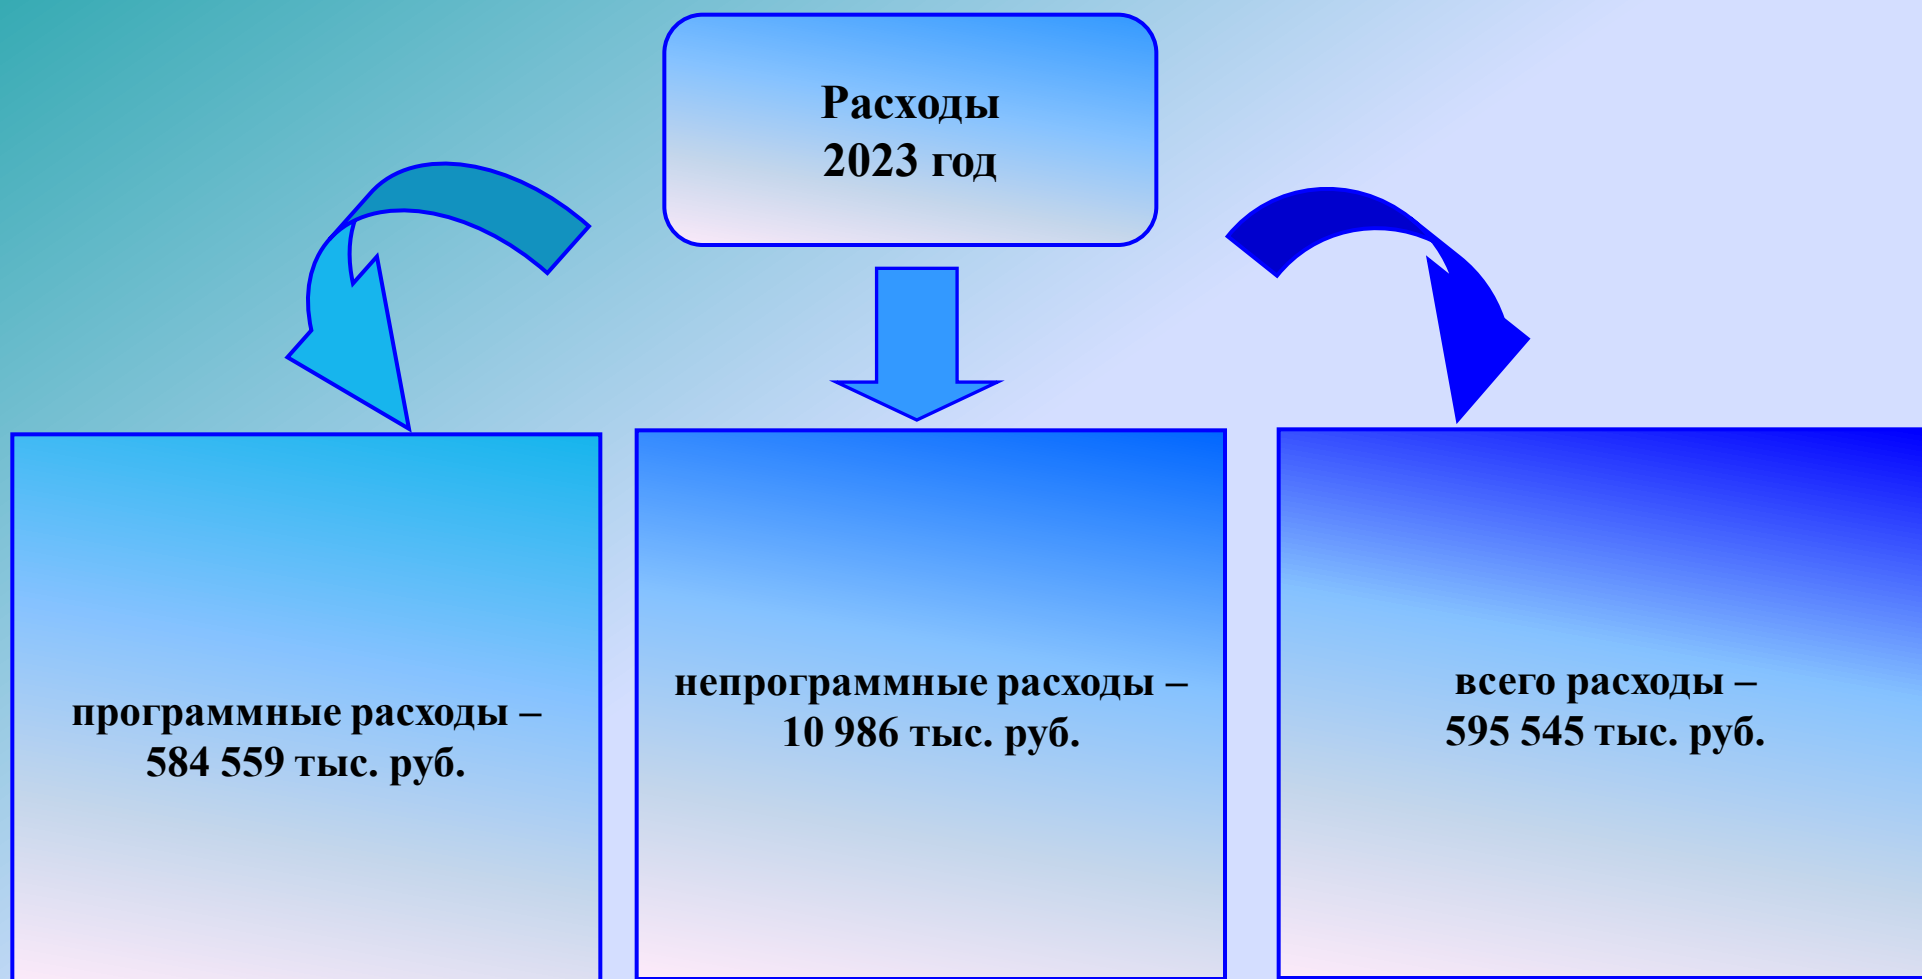 Расходы
2023 год
программные расходы –
584 559 тыс. руб.
непрограммные расходы –
10 986 тыс. руб.
всего расходы –
595 545 тыс. руб.